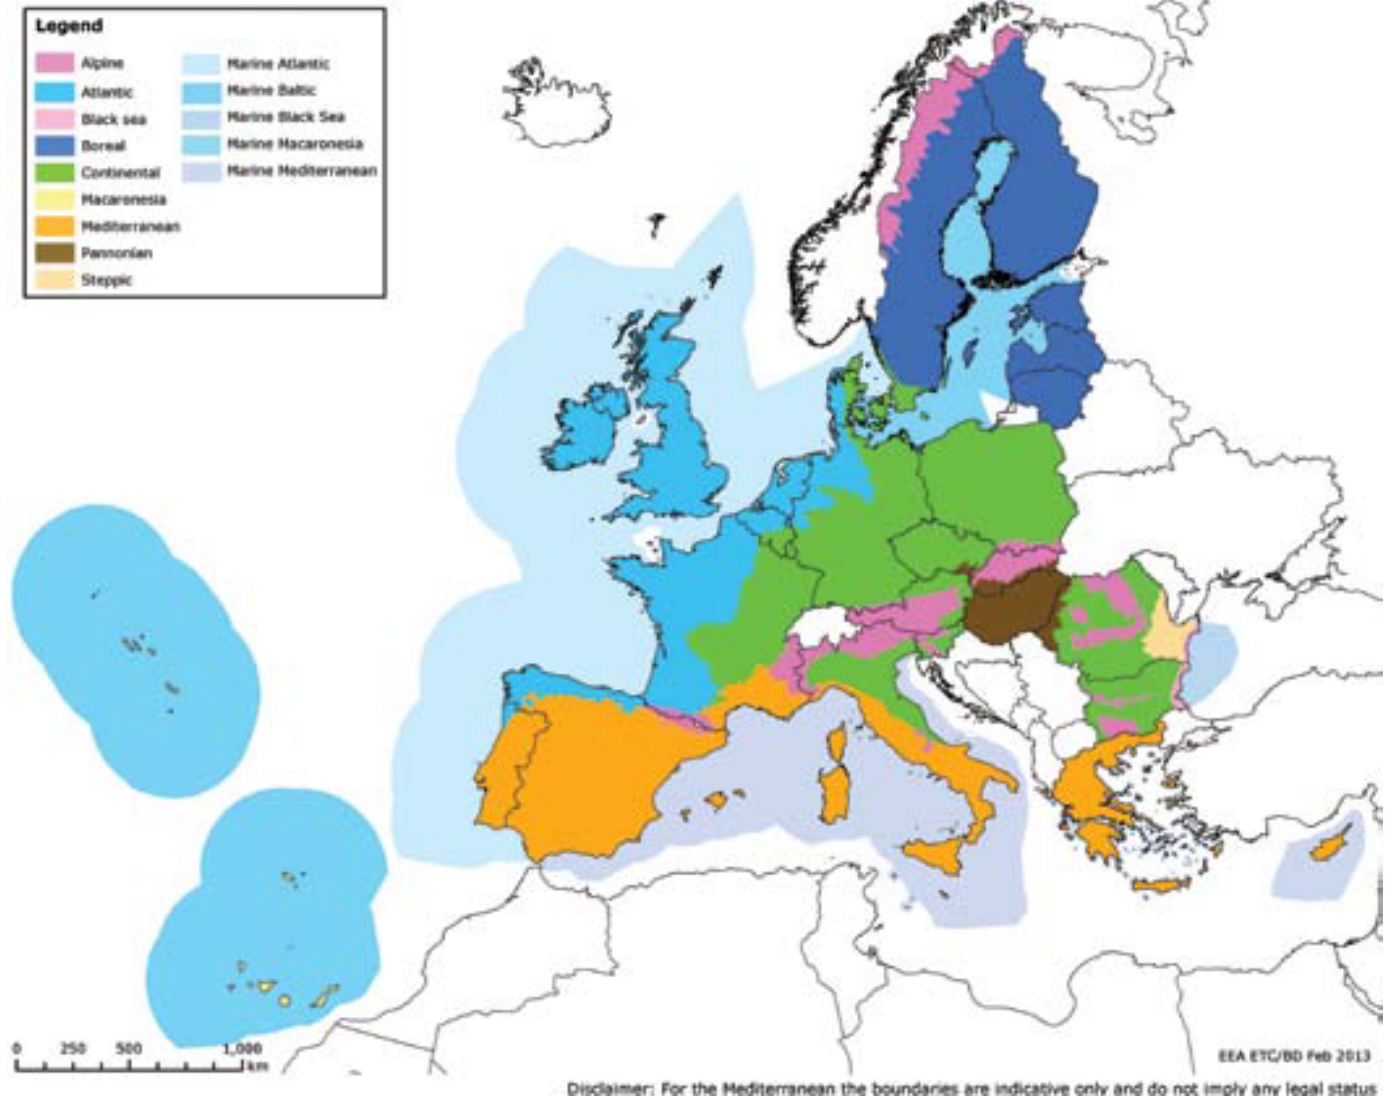 Legend
Alpine
Atlantic
Black sea
Boreal
Continental
Macaronesia
Mediterranean
Pannonian
Steppic
Marine Atlantic
Marine Baltic
Marine Black Sea
Marine Macaronesia
Marine Mediterranean
0 250 500 1,000
km
EEA ETC/BD Feb 2013
Disclaimer: For the Mediterranean the boundaries are indicative only and do not imply any legal status